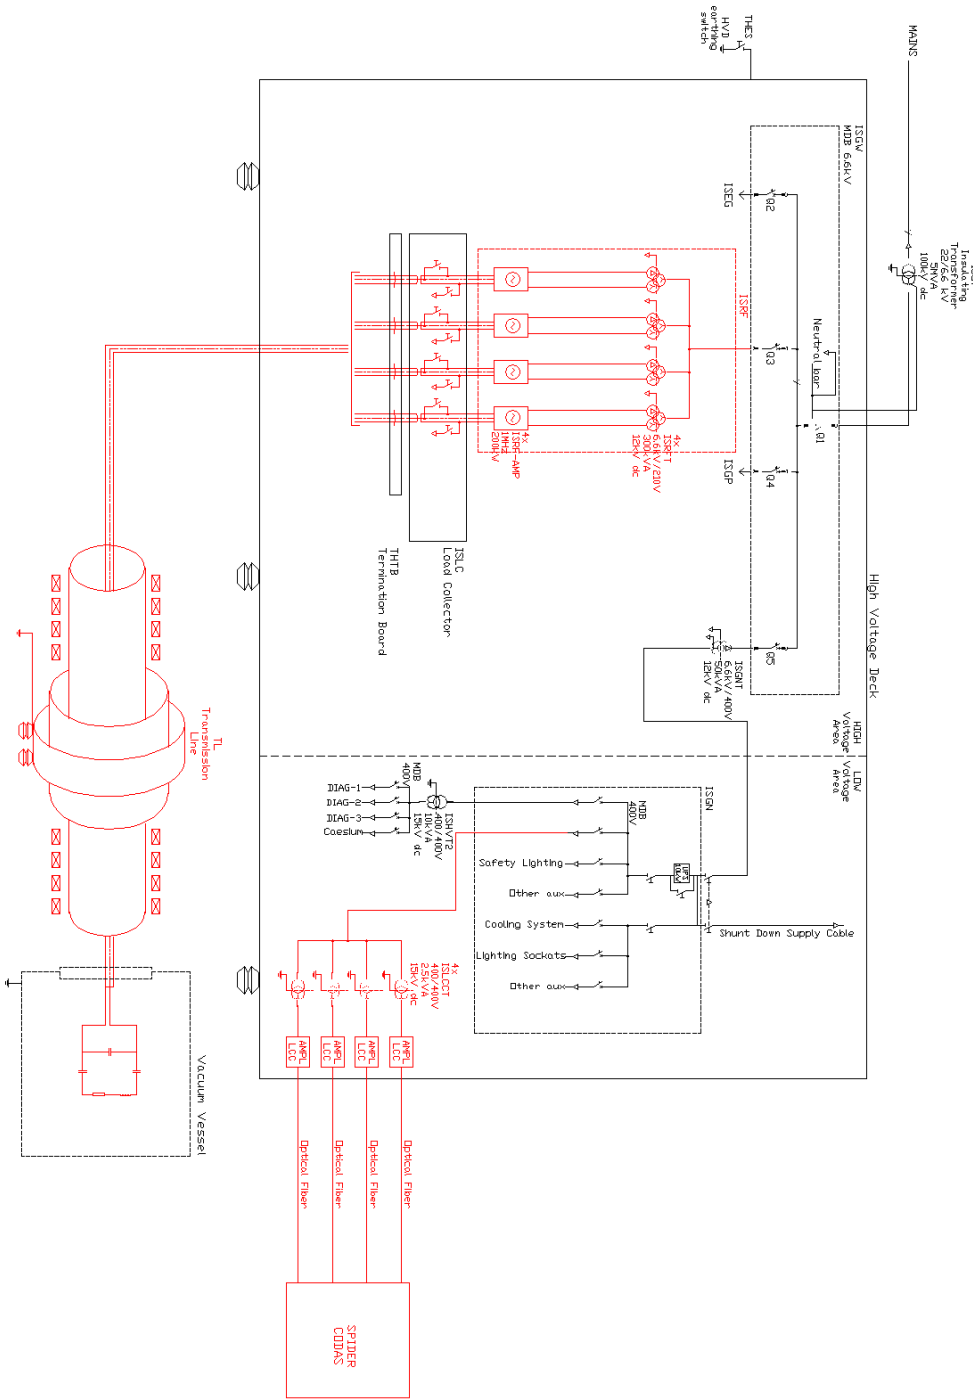 MAINS
Insulating
Transformer
22/6.6 kV
5MVA
100kV dc
THES
HVD
earthing
switch
High Voltage Deck
ISGW
MDB 6.6kV
Q2
Q3
Neutral bar
Q1
Q4
Q5
ISEG
ISGP
ISRF
4x
ISRFT
6.6kV/210V
300kVA
12kV dc
4x
ISRF-AMP
1MHz
200kW
ISLC
Load Collector
THTB
Termination Board
ISGNT
6.6kV/400V
50kVA
12kV dc
HIGH
Voltage
Area
LOW
Voltage
Area
ISGN
MDB
400V
UPS
10kVA
Safety Lighting
Other aux
Cooling System
Lighting Sockats
Other aux
Shunt Down Supply Cable
MDB
400V
DIAG-1
DIAG-2
DIAG-3
Caesium
ISHVT2
400/400V
10kVA
15kV dc
4x
ISLCCT
400/400V
2.5kVA
15kV dc
AMPL
LCC
AMPL
LCC
AMPL
LCC
AMPL
LCC
Optical Fiber
Optical Fiber
Optical Fiber
Optical Fiber
SPIDER
CODAS
TL
Transmission
Line
Vacuum Vessel